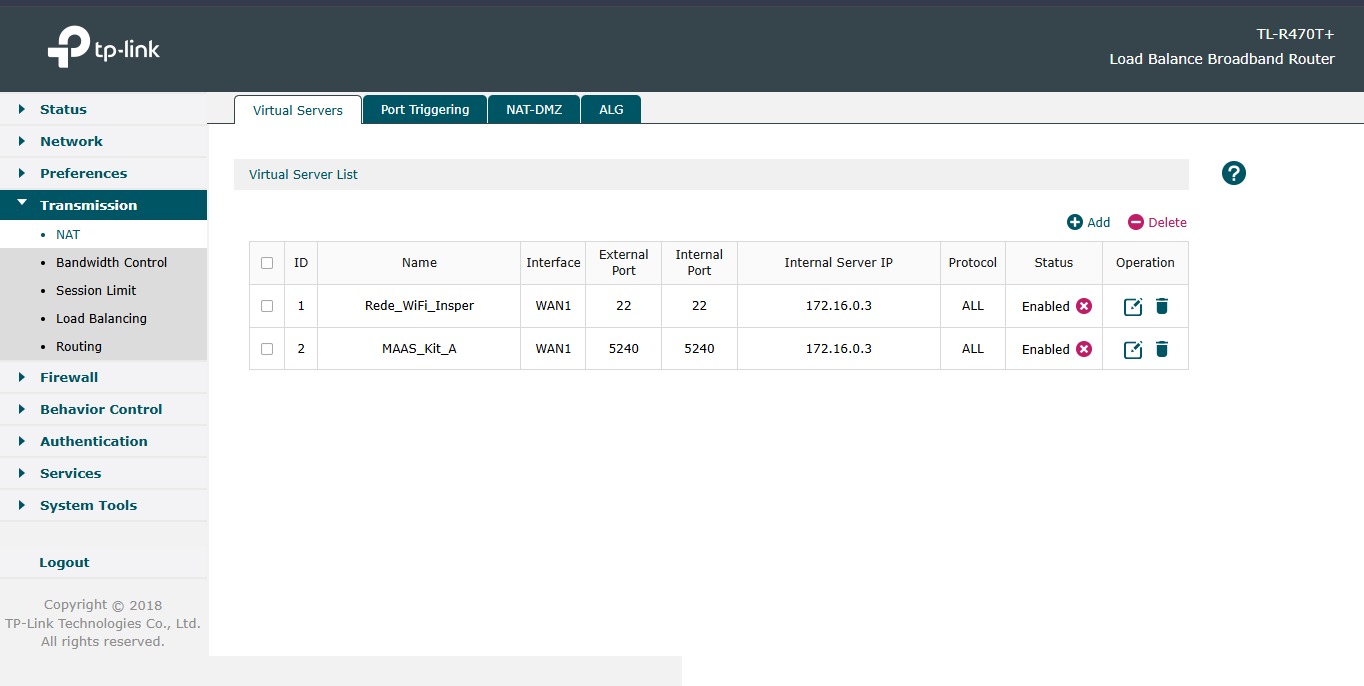 tp-link
TL-R470T+
Load Balance Broadband Router
Status
Network
Preferences
Transmission
NAT
Bandwidth Control
Session Limit
Load Balancing
Routing
Firewall
Behavior Control
Authentication
Services
System Tools
Logout
Copyright © 2018
TP-Link Technologies Co., Ltd.
All rights reserved.
Virtual Servers Port Triggering NAT-DMZ ALG
Virtual Server List
?
Add Delete
ID Name Interface External Port Internal Port Internal Server IP Protocol Status Operation
1 Rede_WiFi_Insper WAN1 22 22 172.16.0.3 ALL Enabled
2 MAAS_Kit_A WAN1 5240 5240 172.16.0.3 ALL Enabled